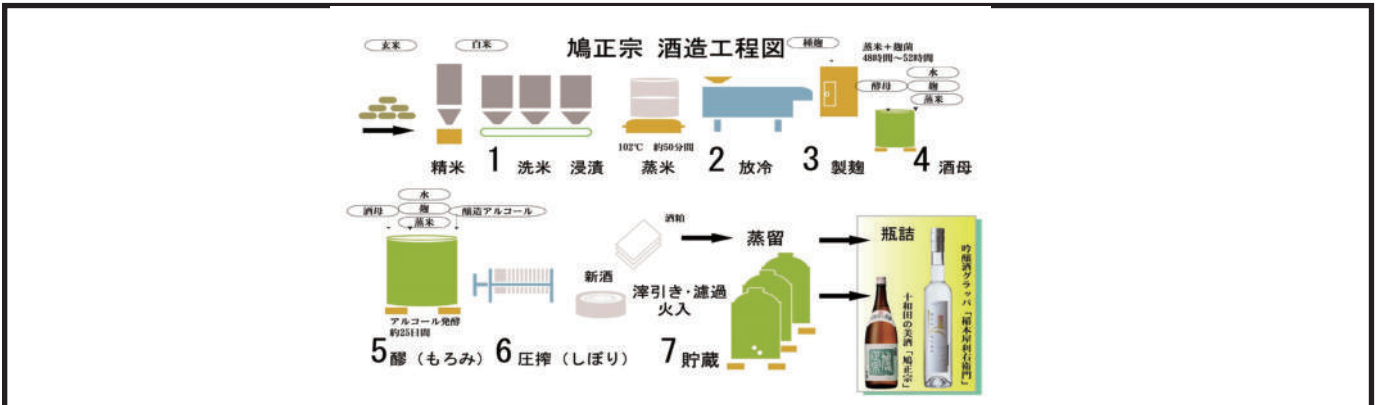 鳩正宗 酒造工程図
玄米
白米
種麹
蒸米+麹菌
48時間~52時間
酵母
水
麹
蒸米
102℃ 約50分間
精米
1 洗米 浸漬
蒸米
2 放冷
3 製麹
4 酒母
酒母
水
麹
蒸米
醸造アルコール
アルコール発酵
約25日間
5 醪(もろみ)
6 圧搾(しぼり)
新酒
酒粕
蒸留
滓引き・濾過
火入
7 貯蔵
瓶詰
吟醸酒グラッパ「稲本屋利右衛門」
十和田の美酒「鳩正宗」